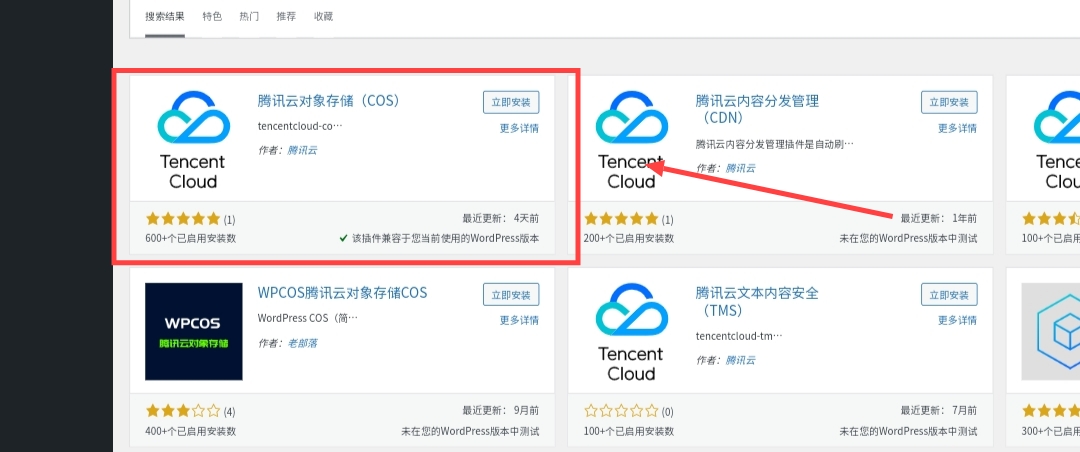 搜索结果 特色 热门 推荐 收藏
腾讯云对象存储（COS）
立即安装
tencentcloud-co…
更多详情
作者：腾讯云
Tencent
Cloud
(1)
最近更新： 4天前
600+个已启用安装数
该插件兼容于您当前使用的WordPress版本
腾讯云内容分发管理
（CDN）
立即安装
更多详情
腾讯云内容分发管理插件是自动刷…
作者：腾讯云
Tencent
Cloud
(1)
最近更新： 1年前
200+个已启用安装数
未在您的WordPress版本中测试
100+个
WPCOS腾讯云对象存储COS
立即安装
WordPress COS（简…
更多详情
作者：老部落
WPCOS
腾讯云对象存储
(4)
最近更新： 9月前
400+个已启用安装数
未在您的WordPress版本中测试
腾讯云文本内容安全
（TMS）
立即安装
更多详情
tencentcloud-tm…
作者：腾讯云
Tencent
Cloud
(0)
最近更新： 7月前
100+个已启用安装数
未在您的WordPress版本中测试
300+个